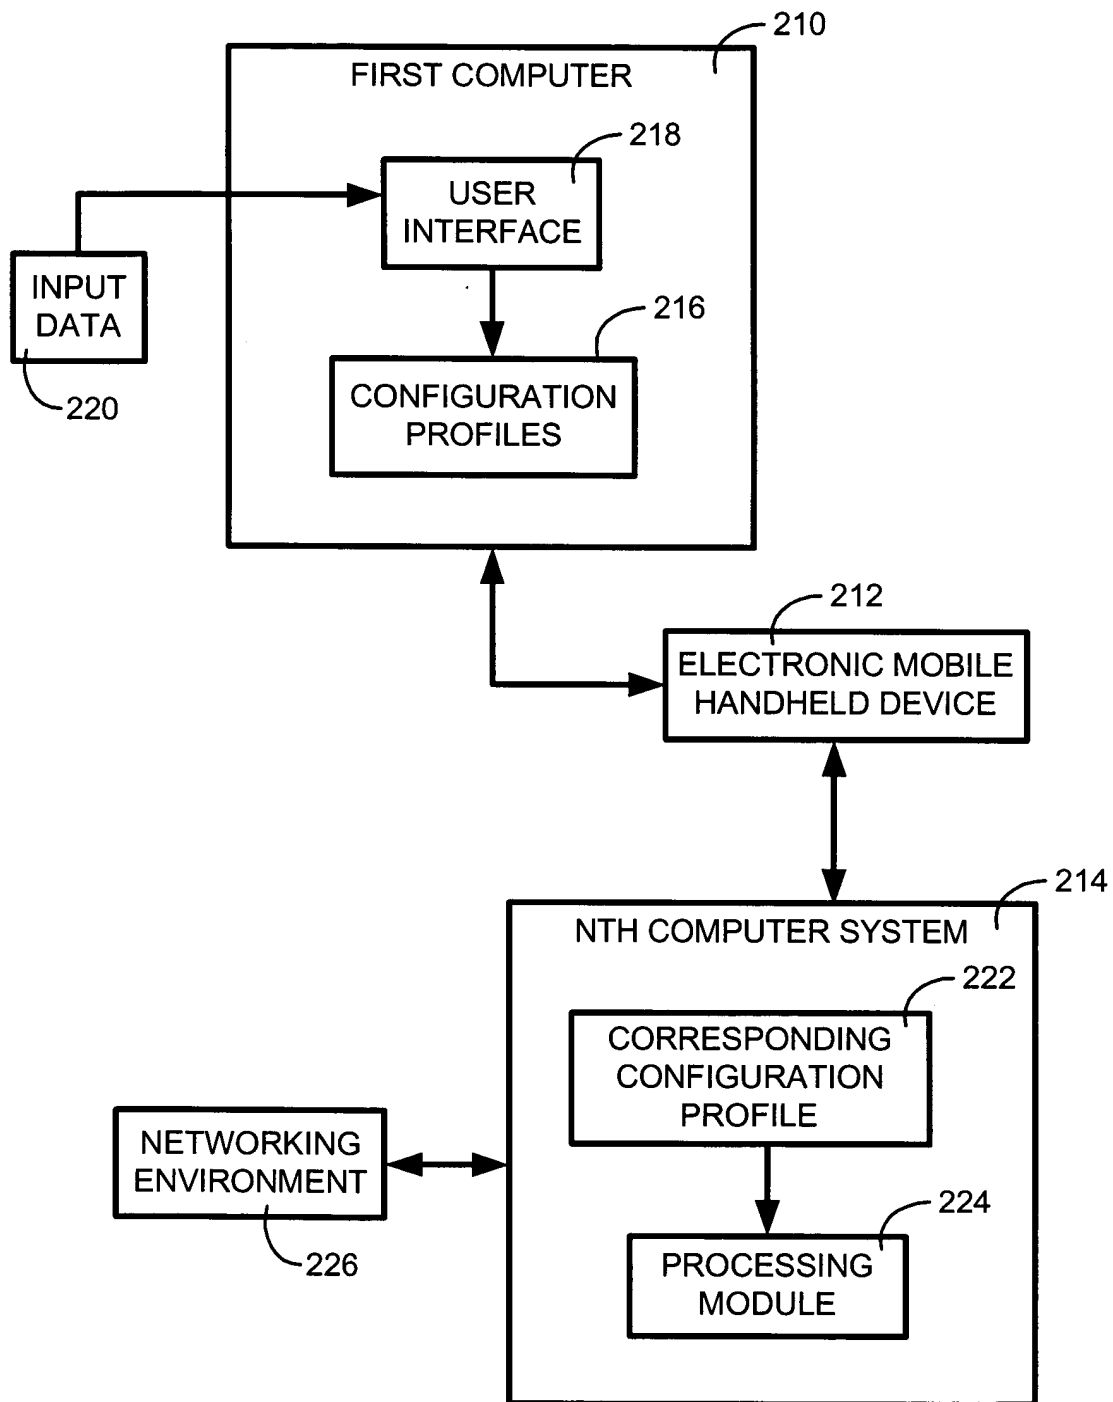 210
FIRST COMPUTER
218
USER
INTERFACE
INPUT
DATA
220
216
CONFIGURATION
PROFILES
212
ELECTRONIC MOBILE
HANDHELD DEVICE
214
NTH COMPUTER SYSTEM
222
CORRESPONDING
CONFIGURATION
PROFILE
NETWORKING
ENVIRONMENT
226
224
PROCESSING
MODULE